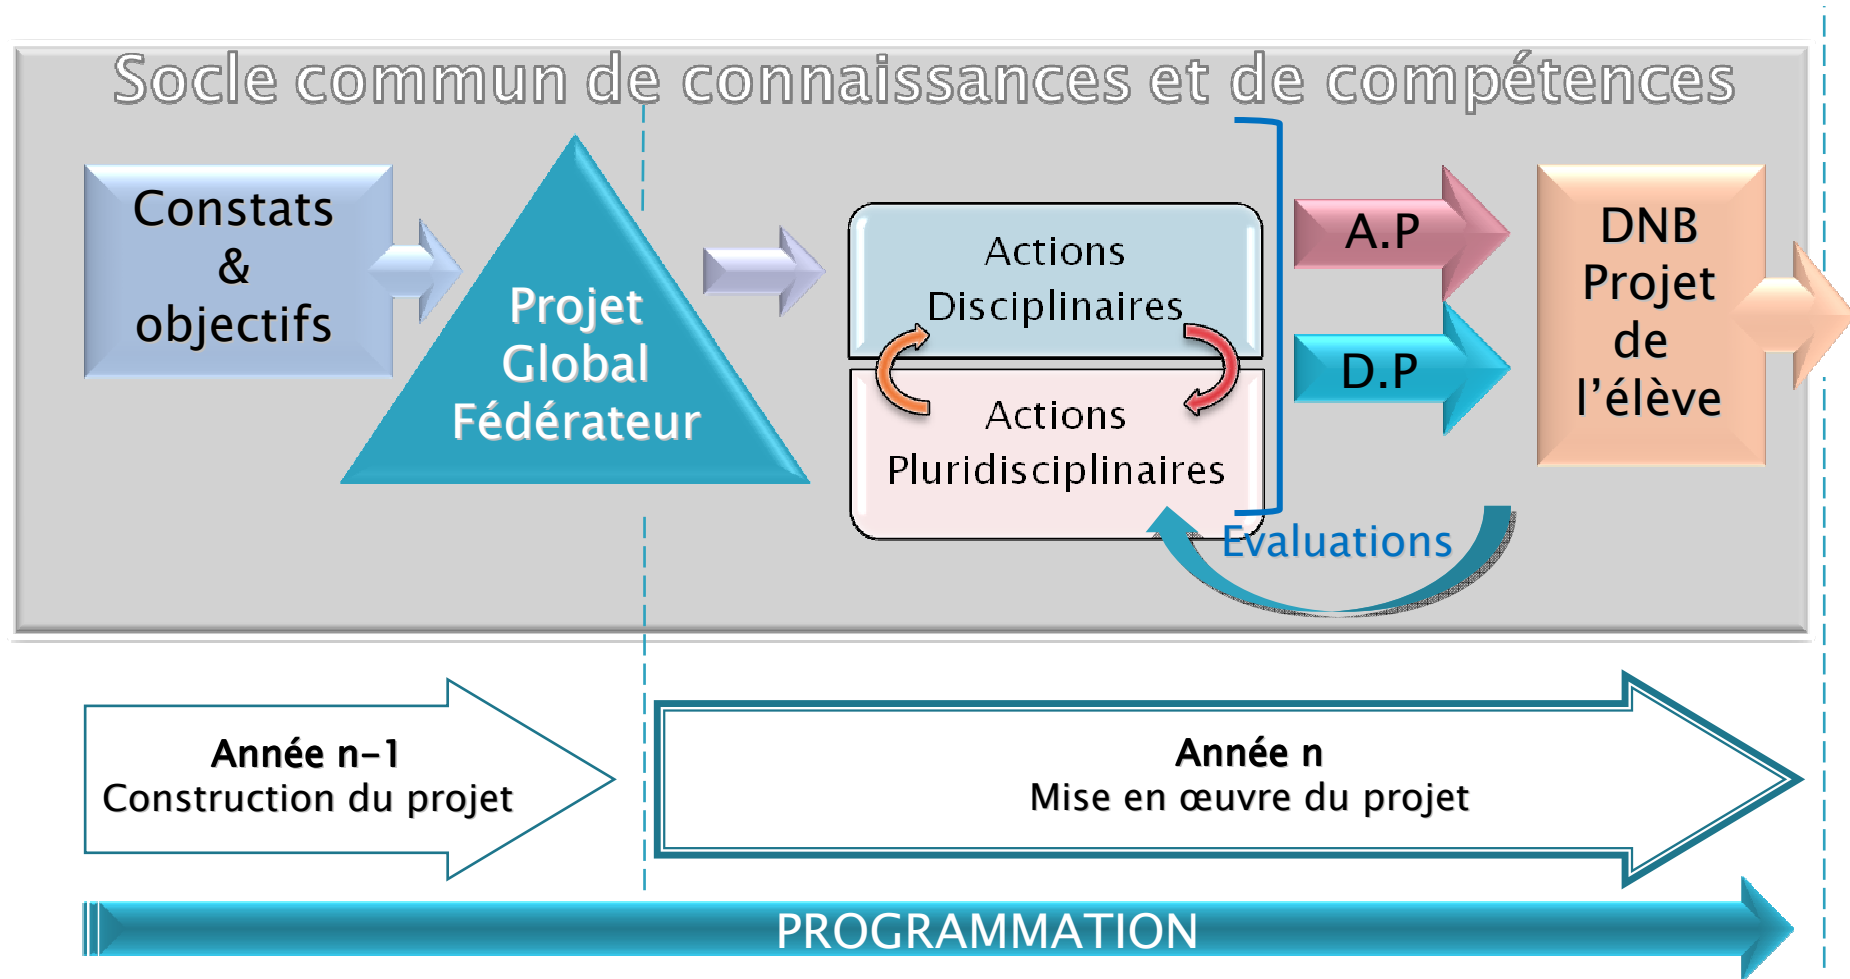 Socle commun de connaissances et de compétences
Constats
&
objectifs
Projet
Global
Fédérateur
Actions
Disciplinaires
Actions
Pluridisciplinaires
A.P
D.P
DNB
Projet
de
l’élève
Evaluations
Année n-1
Construction du projet
Année n
Mise en œuvre du projet
PROGRAMMATION